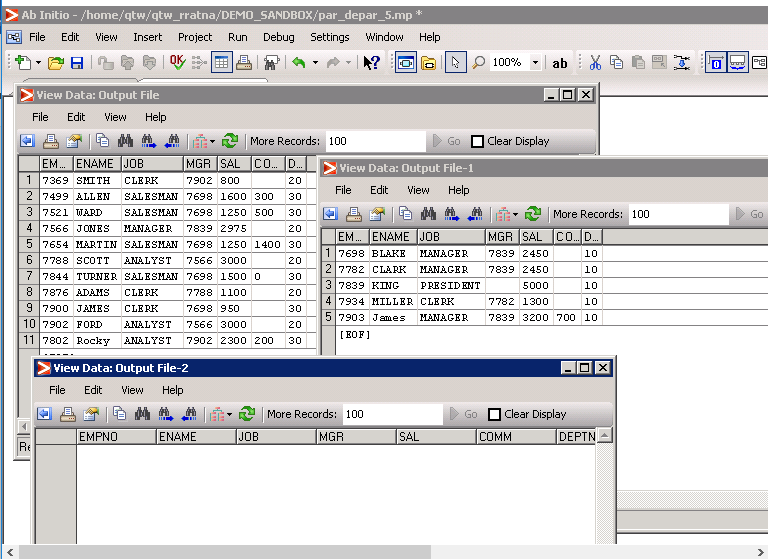 Ab Initio - /home/qtw/qtw_rratna/DEMO_SANDBOX/par_depar_5.mp *
File Edit View Insert Project Run Debug Settings Window Help
OK 100% ab
View Data: Output File
File Edit View Help
More Records: 100 Go Clear Display
EM... ENAME JOB MGR SAL CO... D...
1 7369 SMITH CLERK 7902 800 20
2 7499 ALLEN SALESMAN 7698 1600 300 30
3 7521 WARD SALESMAN 7698 1250 500 30
4 7566 JONES MANAGER 7839 2975 20
5 7654 MARTIN SALESMAN 7698 1250 1400 30
6 7788 SCOTT ANALYST 7566 3000 20
7 7844 TURNER SALESMAN 7698 1500 0 30
8 7876 ADAMS CLERK 7788 1100 20
9 7900 JAMES CLERK 7698 950 30
10 7902 FORD ANALYST 7566 3000 20
11 7802 Rocky ANALYST 7902 2300 200 30
Re
View Data: Output File-1
File Edit View Help
More Records: 100 Go
EM... ENAME JOB MGR SAL CO... D...
1 7698 BLAKE MANAGER 7839 2450 10
2 7782 CLARK MANAGER 7839 2450 10
3 7839 KING PRESIDENT 5000 10
4 7934 MILLER CLERK 7782 1300 10
5 7903 James MANAGER 7839 3200 700 10
[EOF]
View Data: Output File-2
File Edit View Help
More Records: 100 Go Clear Display
EMPNO ENAME JOB MGR SAL COMM DEPTN